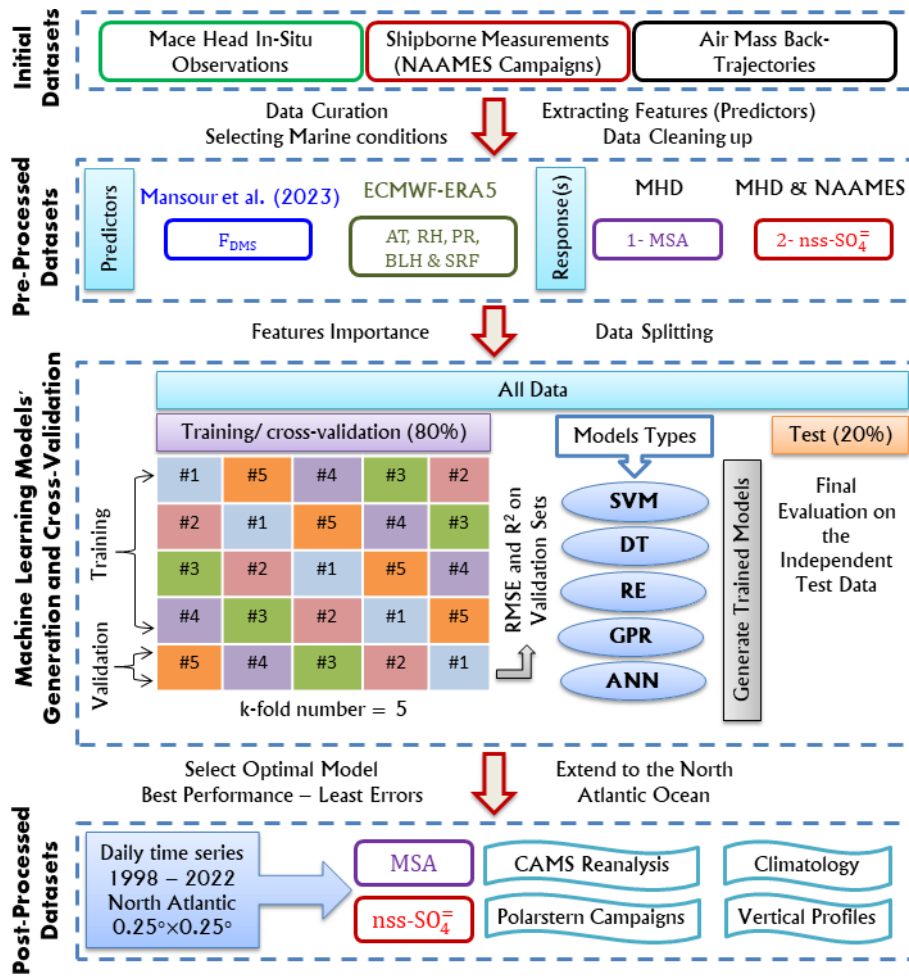 Initial
Datasets
Mace Head In-Situ
Observations
Shipborne Measurements
(NAAMES Campaigns)
Air Mass Back-
Trajectories
Data Curation
Selecting Marine conditions
Extracting Features (Predictors)
Data Cleaning up
Pre-Processed
Datasets
Predictors
Mansour et al. (2023)
F_DMS
ECMWF-ERA5
AT, RH, PR,
BLH & SRF
Response(s)
MHD
1- MSA
MHD & NAAMES
2- nss-SO₄⁼
Features Importance
Data Splitting
Machine Learning Models'
Generation and Cross-Validation
All Data
Training/ cross-validation (80%)
Models Types
Test (20%)
Training
Validation
#1 #5 #4 #3 #2
#2 #1 #5 #4 #3
#3 #2 #1 #5 #4
#4 #3 #2 #1 #5
#5 #4 #3 #2 #1
k-fold number = 5
RMSE and R² on
Validation Sets
SVM
DT
RE
GPR
ANN
Generate Trained Models
Final
Evaluation on
the
Independent
Test Data
Select Optimal Model
Best Performance – Least Errors
Extend to the North
Atlantic Ocean
Post-Processed
Datasets
Daily time series
1998 – 2022
North Atlantic
0.25°×0.25°
MSA
nss-SO₄⁼
CAMS Reanalysis
Polarstern Campaigns
Climatology
Vertical Profiles